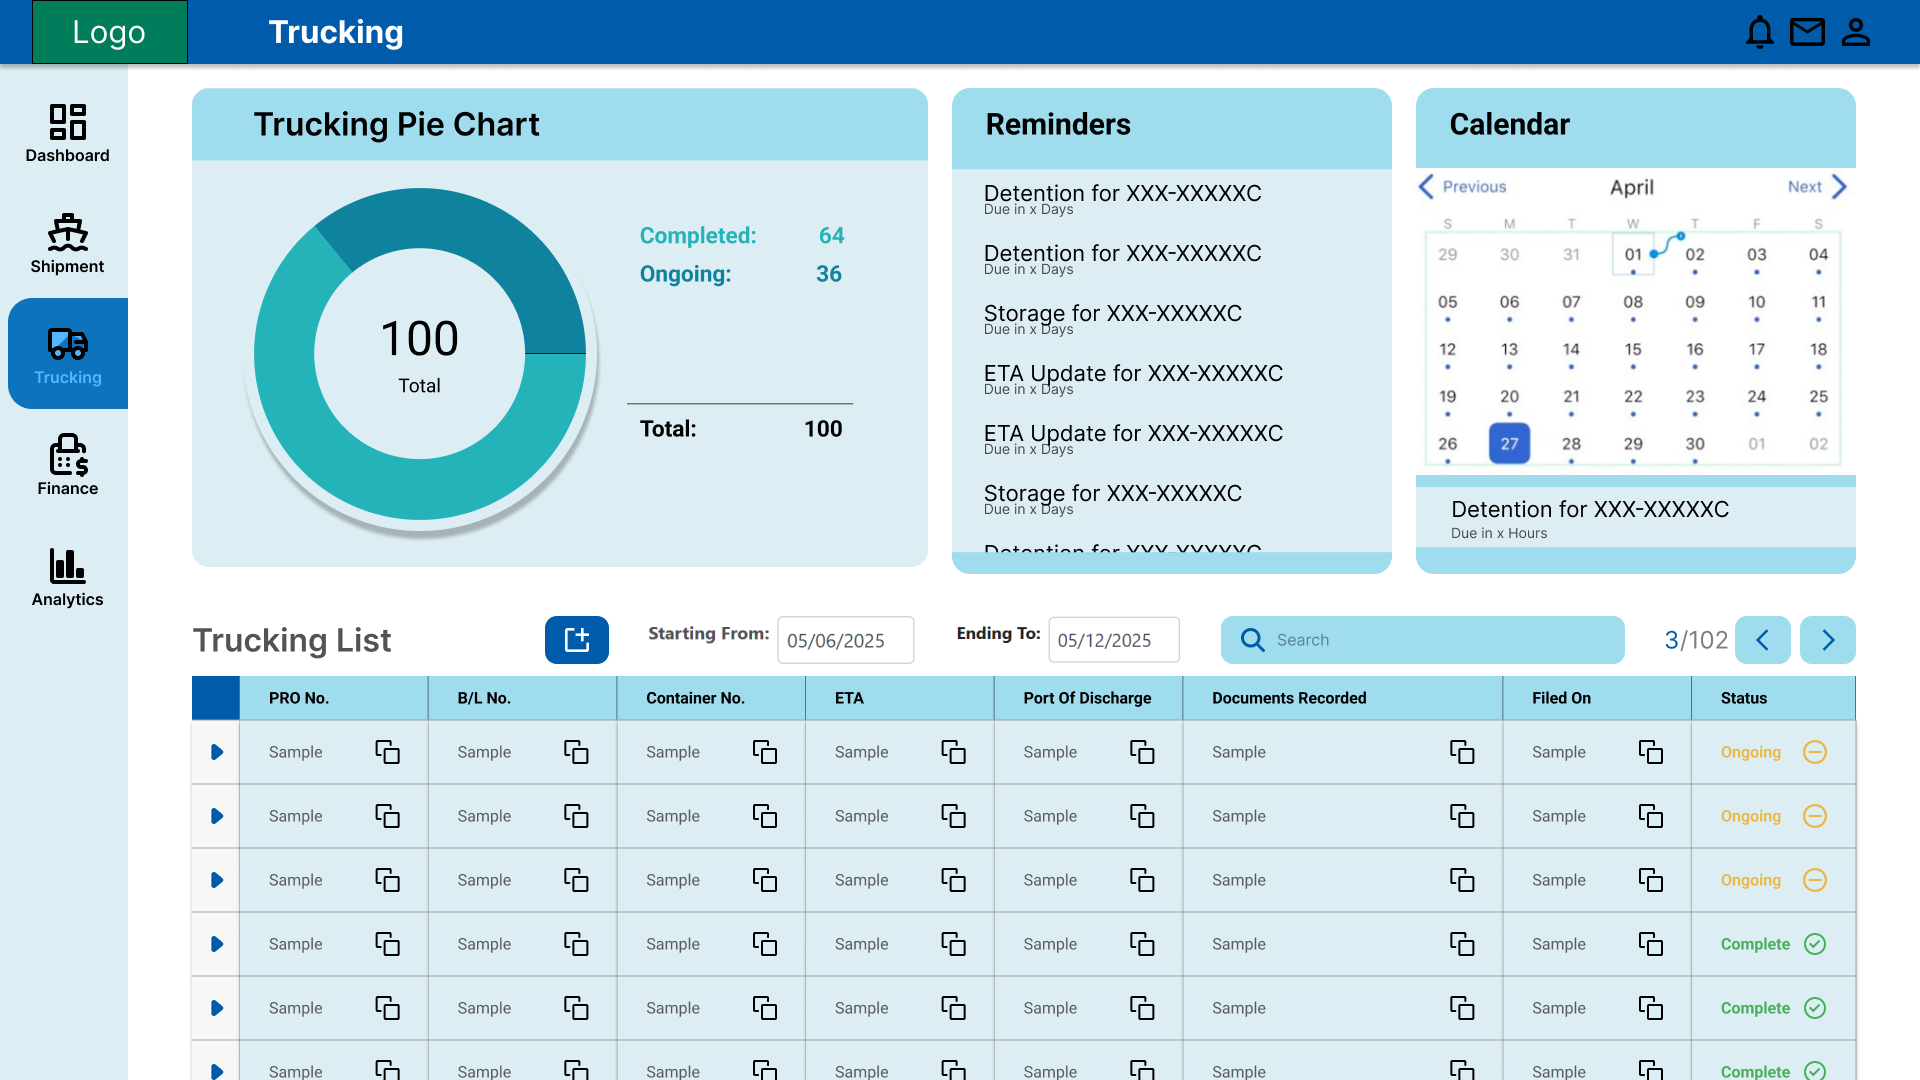 Logo
Trucking
Dashboard
Shipment
Trucking
Finance
Analytics
Trucking Pie Chart
100
Total
Completed: 64
Ongoing: 36
Total: 100
Reminders
Detention for XXX-XXXXXC
Due in x Days
Detention for XXX-XXXXXC
Due in x Days
Storage for XXX-XXXXXC
Due in x Days
ETA Update for XXX-XXXXXC
Due in x Days
ETA Update for XXX-XXXXXC
Due in x Days
Storage for XXX-XXXXXC
Due in x Days
Detention for XXX-XXXXXC
Calendar
Previous April Next
S M T W T F S
29 30 31 01 02 03 04
05 06 07 08 09 10 11
12 13 14 15 16 17 18
19 20 21 22 23 24 25
26 27 28 29 30 01 02
Detention for XXX-XXXXXC
Due in x Hours
Trucking List
Starting From: 05/06/2025
Ending To: 05/12/2025
Search
3/102
PRO No. B/L No. Container No. ETA Port Of Discharge Documents Recorded Filed On Status
Sample Sample Sample Sample Sample Sample Sample Ongoing
Sample Sample Sample Sample Sample Sample Sample Ongoing
Sample Sample Sample Sample Sample Sample Sample Ongoing
Sample Sample Sample Sample Sample Sample Sample Complete
Sample Sample Sample Sample Sample Sample Sample Complete
Sample Sample Sample Sample Sample Sample Sample Complete